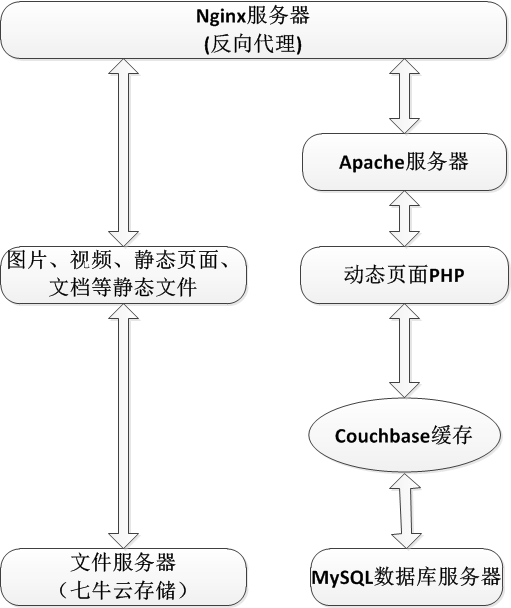 Nginx服务器
(反向代理)
Apache服务器
图片、视频、静态页面、
文档等静态文件
动态页面PHP
Couchbase缓存
文件服务器
（七牛云存储）
MySQL数据库服务器